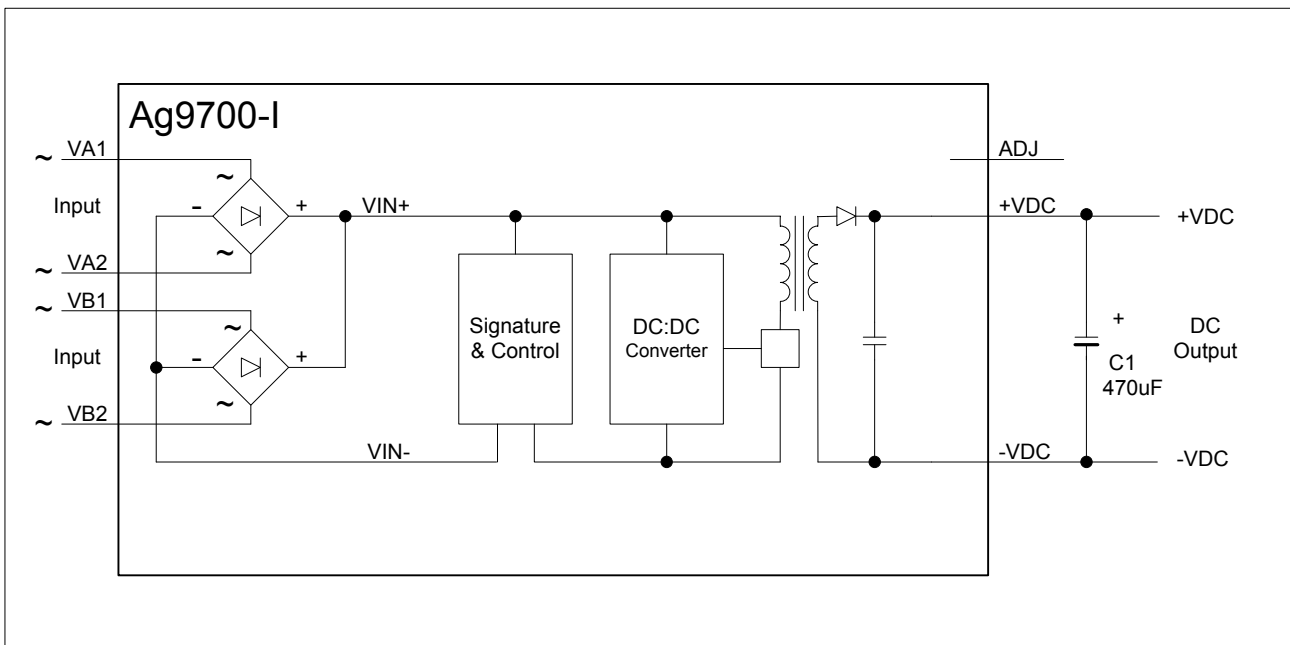 Ag9700-I
~ VA1
~
Input
- +
VIN+
~
~ VA2
~ VB1
~
Input
- +
~
~ VB2
VIN-
Signature
& Control
DC:DC
Converter
ADJ
+VDC
+VDC
+
C1
470uF
DC
Output
-VDC
-VDC